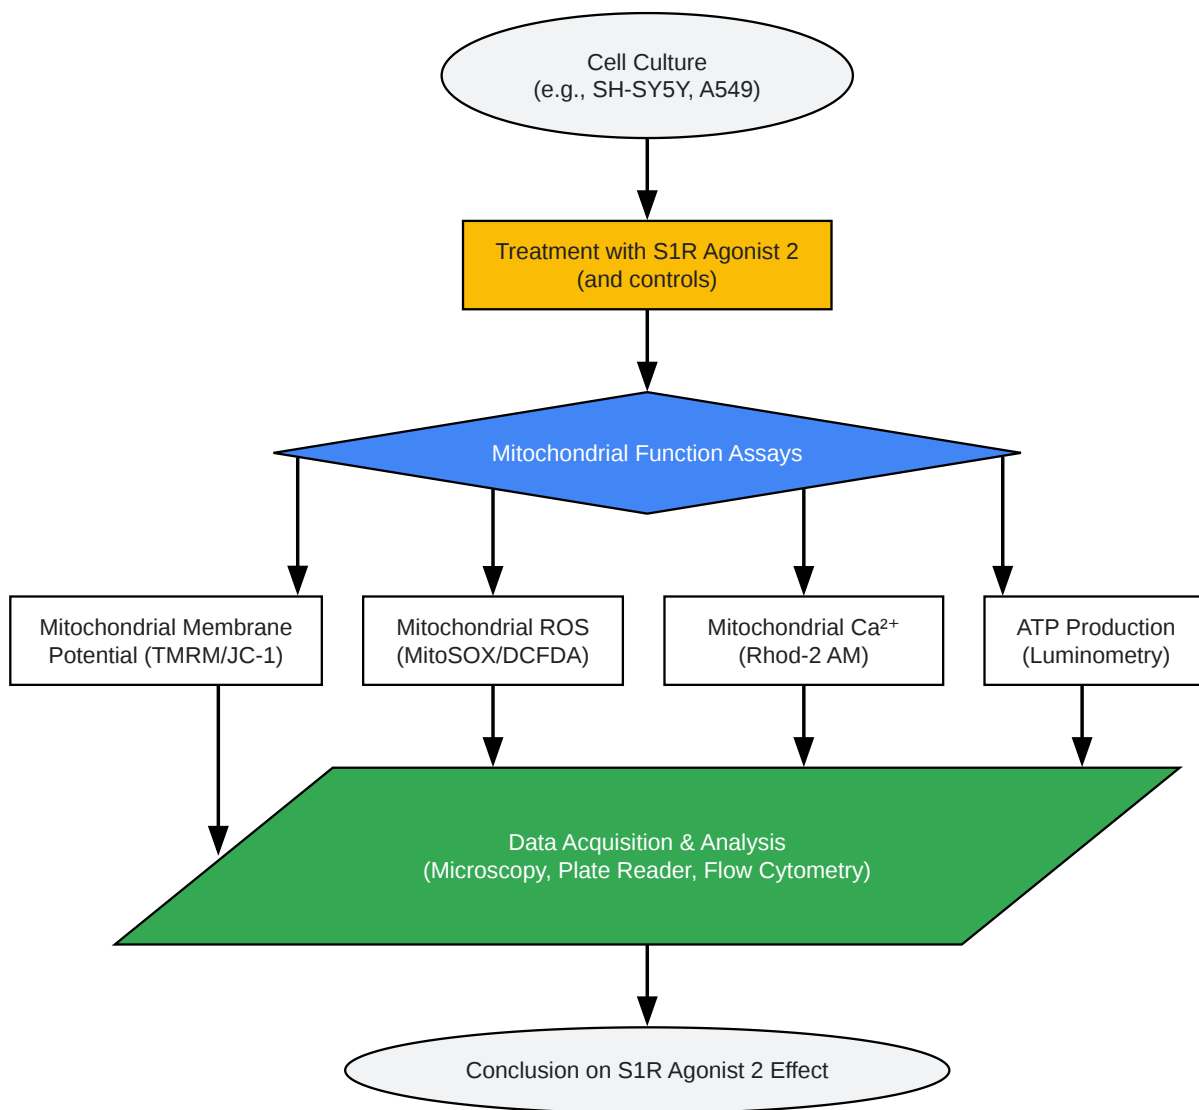 Cell Culture
(e.g., SH-SY5Y, A549)
Treatment with S1R Agonist 2
(and controls)
Mitochondrial Function Assays
Mitochondrial Membrane
Potential (TMRM/JC-1)
Mitochondrial ROS
(MitoSOX/DCFDA)
Mitochondrial Ca²⁺
(Rhod-2 AM)
ATP Production
(Luminometry)
Data Acquisition & Analysis
(Microscopy, Plate Reader, Flow Cytometry)
Conclusion on S1R Agonist 2 Effect